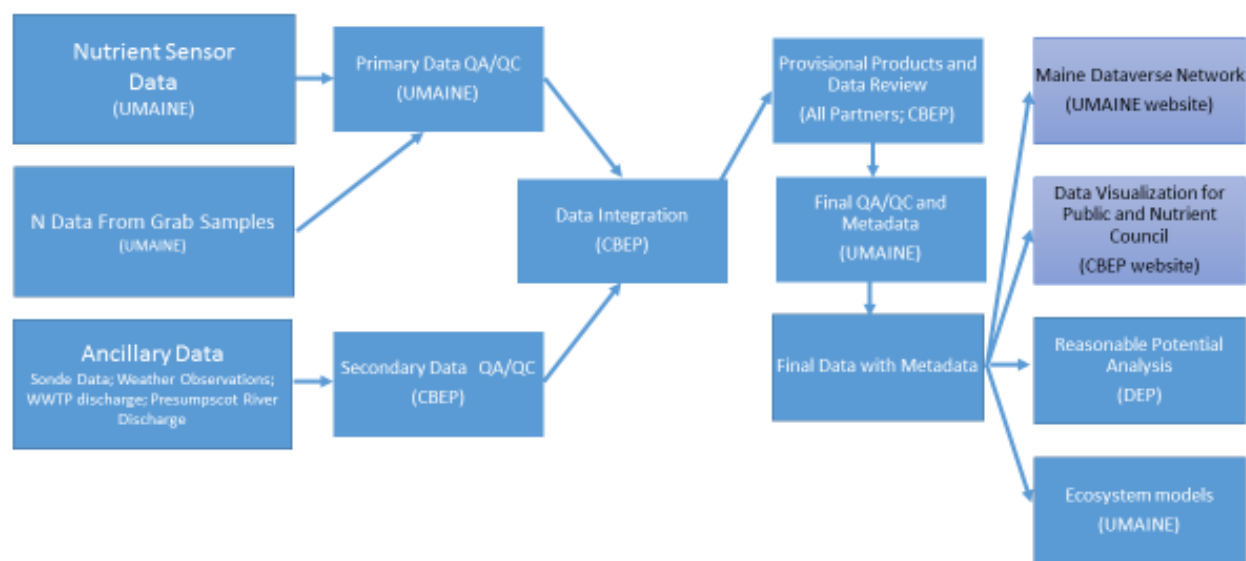 Nutrient Sensor
Data
(UMAINE)
N Data From Grab Samples
(UMAINE)
Ancillary Data
Sonde Data; Weather Observations;
WWTP discharge; Presumpscot River
Discharge
Primary Data QA/QC
(UMAINE)
Secondary Data QA/QC
(CBEP)
Data Integration
(CBEP)
Provisional Products and
Data Review
(All Partners; CBEP)
Final QA/QC and
Metadata
(UMAINE)
Final Data with Metadata
Maine Dataverse Network
(UMAINE website)
Data Visualization for
Public and Nutrient
Council
(CBEP website)
Reasonable Potential
Analysis
(DEP)
Ecosystem models
(UMAINE)